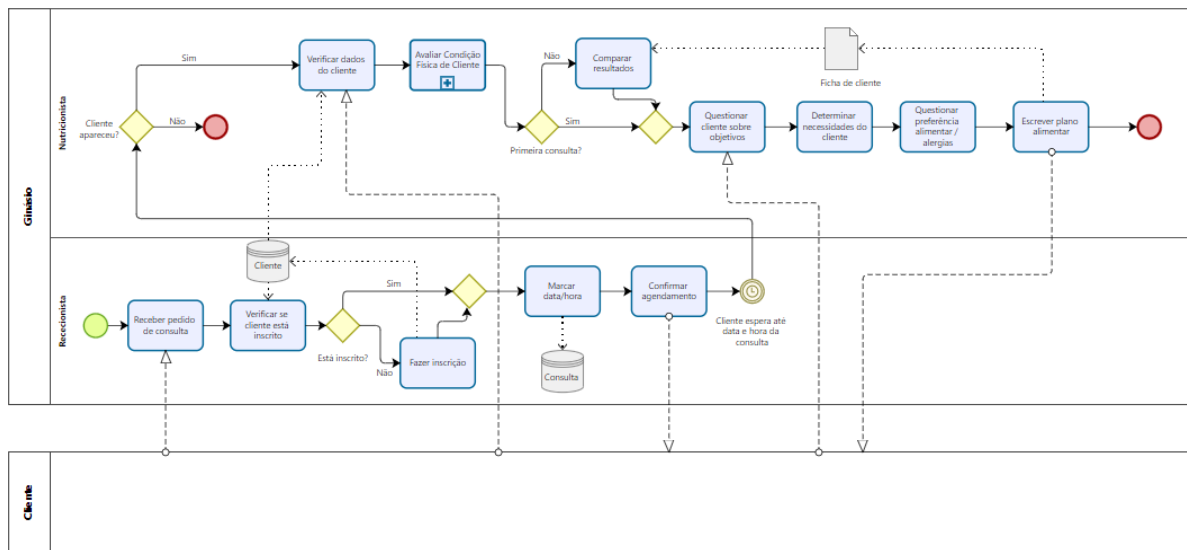 Ginásio
Nutricionista
Cliente
apareceu?
Sim
Não
Verificar dados
do cliente
Avaliar Condição
Física de Cliente
Primeira consulta?
Não
Sim
Comparar
resultados
Questionar
cliente sobre
objetivos
Determinar
necessidades do
cliente
Questionar
preferência
alimentar /
alergias
Escrever plano
alimentar
Ficha de cliente
Rececionista
Receber pedido
de consulta
Cliente
Verificar se
cliente está
inscrito
Está inscrito?
Sim
Não
Fazer inscrição
Marcar
data/hora
Consulta
Confirmar
agendamento
Cliente espera até
data e hora da
consulta
Cliente